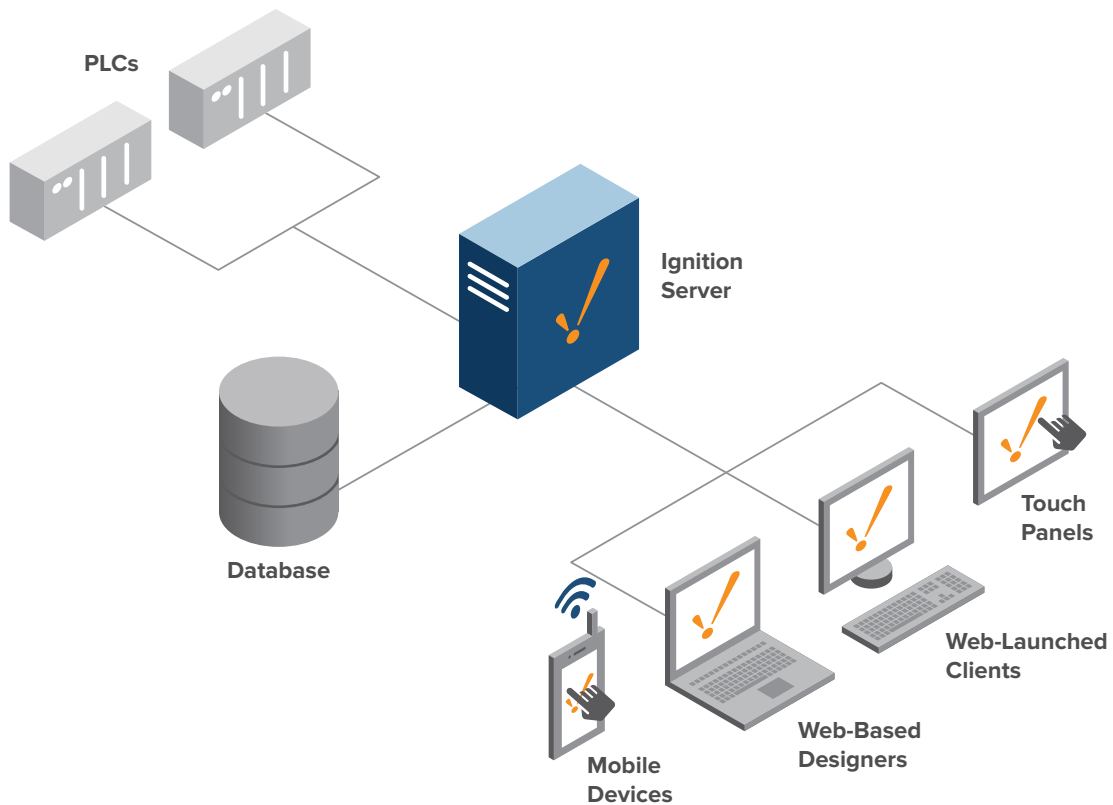 PLCs
Ignition
Server
Database
Touch
Panels
Web-Launched
Clients
Web-Based
Designers
Mobile
Devices